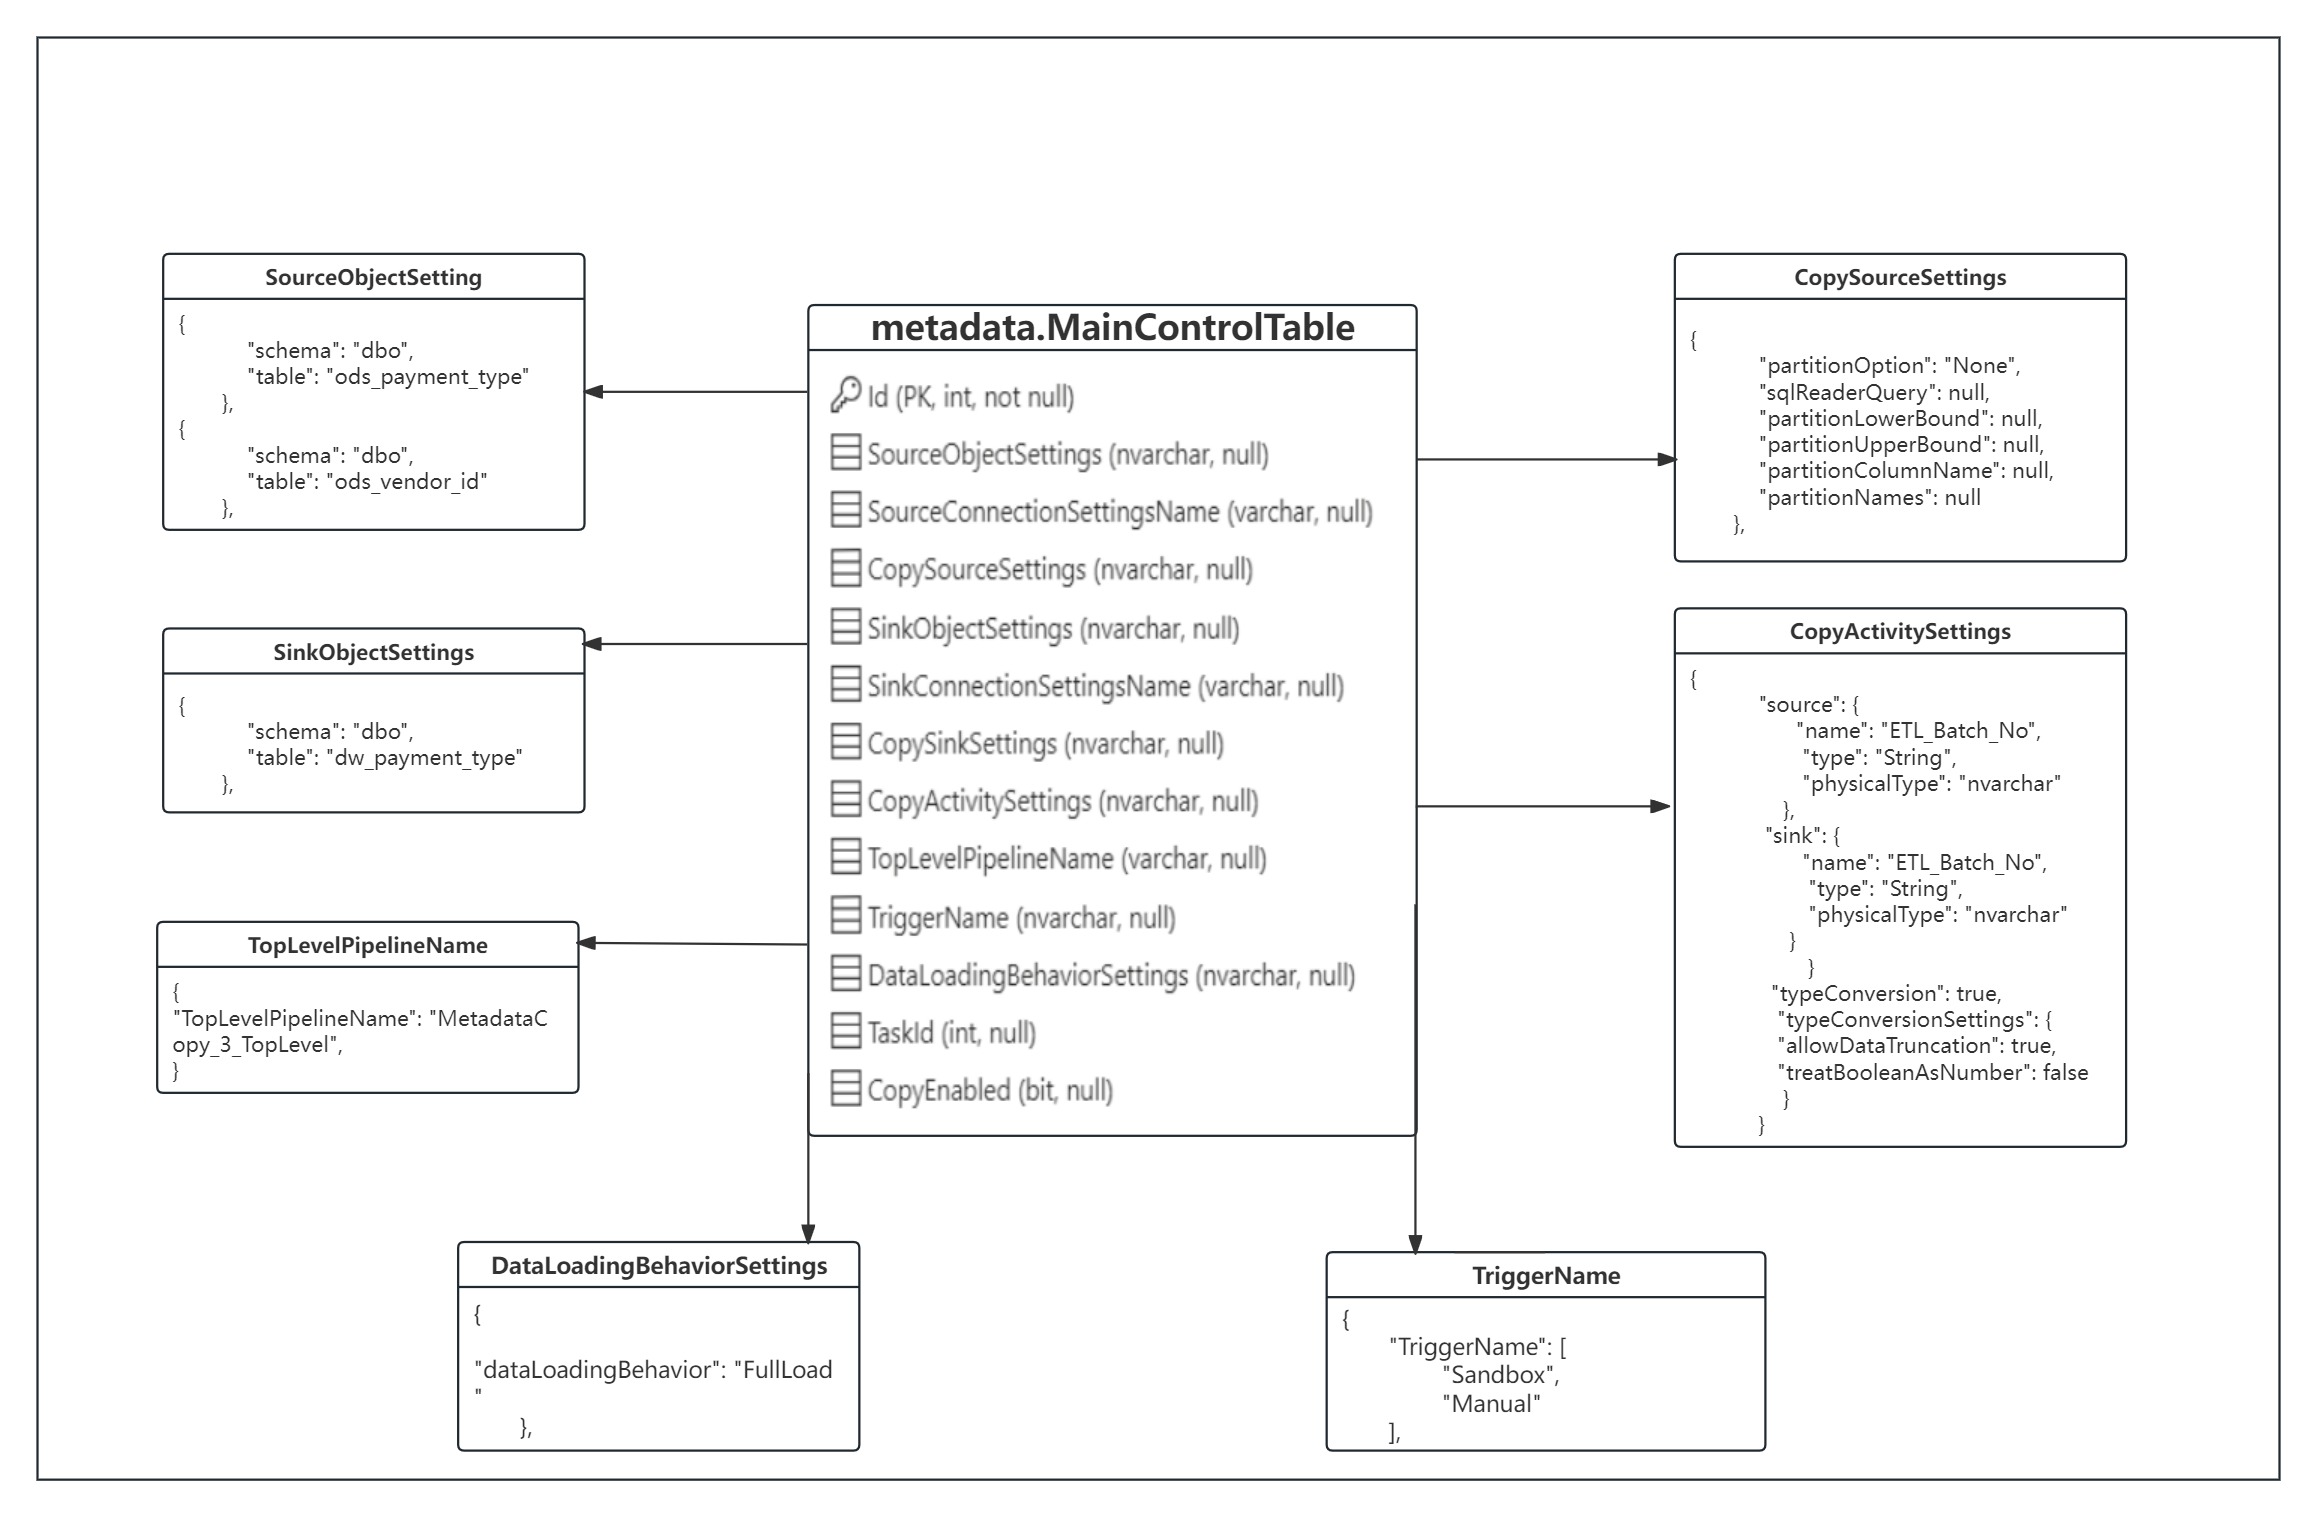 SourceObjectSetting
{
"schema": "dbo",
"table": "ods_payment_type"
},
{
"schema": "dbo",
"table": "ods_vendor_id"
},
SinkObjectSettings
{
"schema": "dbo",
"table": "dw_payment_type"
},
TopLevelPipelineName
{
"TopLevelPipelineName": "MetadataC
opy_3_TopLevel",
}
metadata.MainControlTable
Id (PK, int, not null)
SourceObjectSettings (nvarchar, null)
SourceConnectionSettingsName (varchar, null)
CopySourceSettings (nvarchar, null)
SinkObjectSettings (nvarchar, null)
SinkConnectionSettingsName (varchar, null)
CopySinkSettings (nvarchar, null)
CopyActivitySettings (nvarchar, null)
TopLevelPipelineName (varchar, null)
TriggerName (nvarchar, null)
DataLoadingBehaviorSettings (nvarchar, null)
TaskId (int, null)
CopyEnabled (bit, null)
CopySourceSettings
{
"partitionOption": "None",
"sqlReaderQuery": null,
"partitionLowerBound": null,
"partitionUpperBound": null,
"partitionColumnName": null,
"partitionNames": null
},
CopyActivitySettings
{
"source": {
"name": "ETL_Batch_No",
"type": "String",
"physicalType": "nvarchar"
},
"sink": {
"name": "ETL_Batch_No",
"type": "String",
"physicalType": "nvarchar"
}
}
"typeConversion": true,
"typeConversionSettings": {
"allowDataTruncation": true,
"treatBooleanAsNumber": false
}
}
DataLoadingBehaviorSettings
{
"dataLoadingBehavior": "FullLoad
"
},
TriggerName
{
"TriggerName": [
"Sandbox",
"Manual"
],